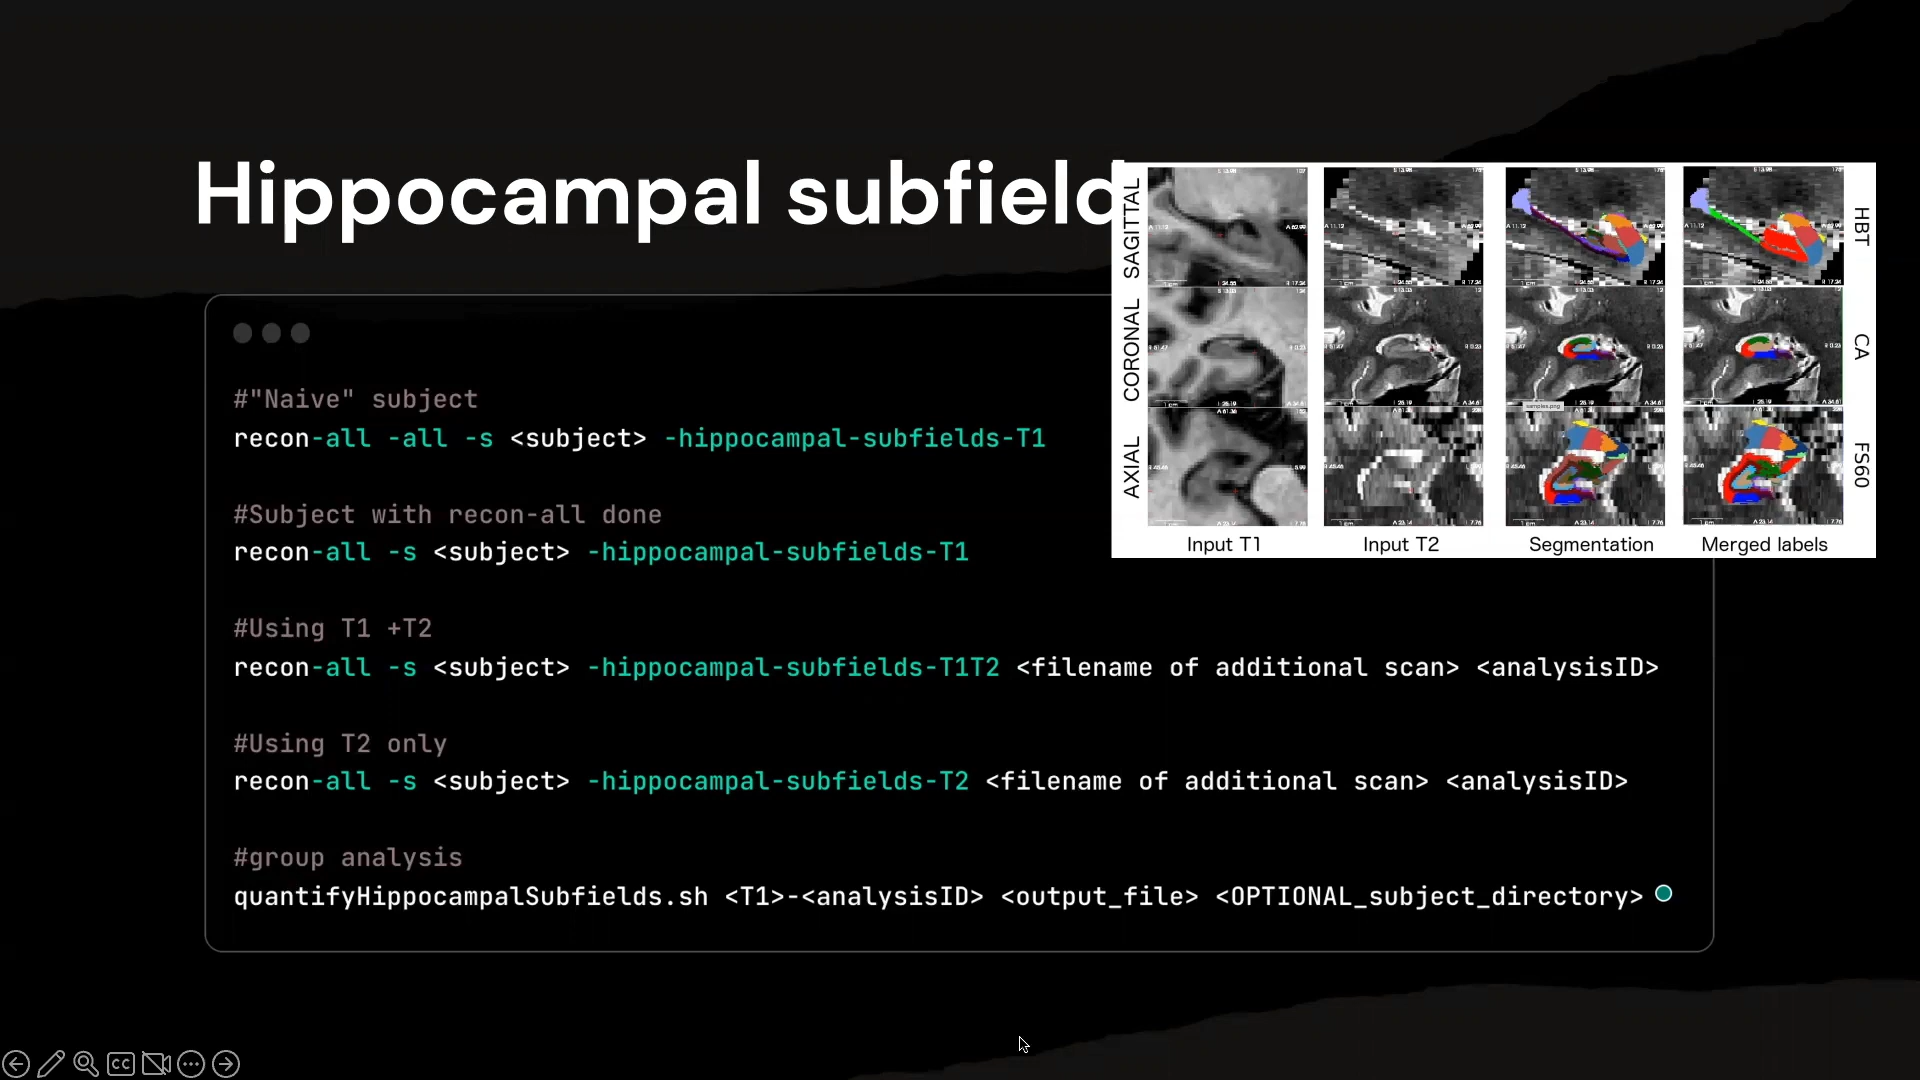 Hippocampal subfield
#"Naive" subject
recon-all -all -s <subject> -hippocampal-subfields-T1
#Subject with recon-all done
recon-all -s <subject> -hippocampal-subfields-T1
#Using T1 +T2
recon-all -s <subject> -hippocampal-subfields-T1T2 <filename of additional scan> <analysisID>
#Using T2 only
recon-all -s <subject> -hippocampal-subfields-T2 <filename of additional scan> <analysisID>
#group analysis
quantifyHippocampalSubfields.sh <T1>-<analysisID> <output_file> <OPTIONAL_subject_directory>
SAGITTAL
CORONAL
AXIAL
HBT
CA
FS60
Input T1
Input T2
Segmentation
Merged labels
CC